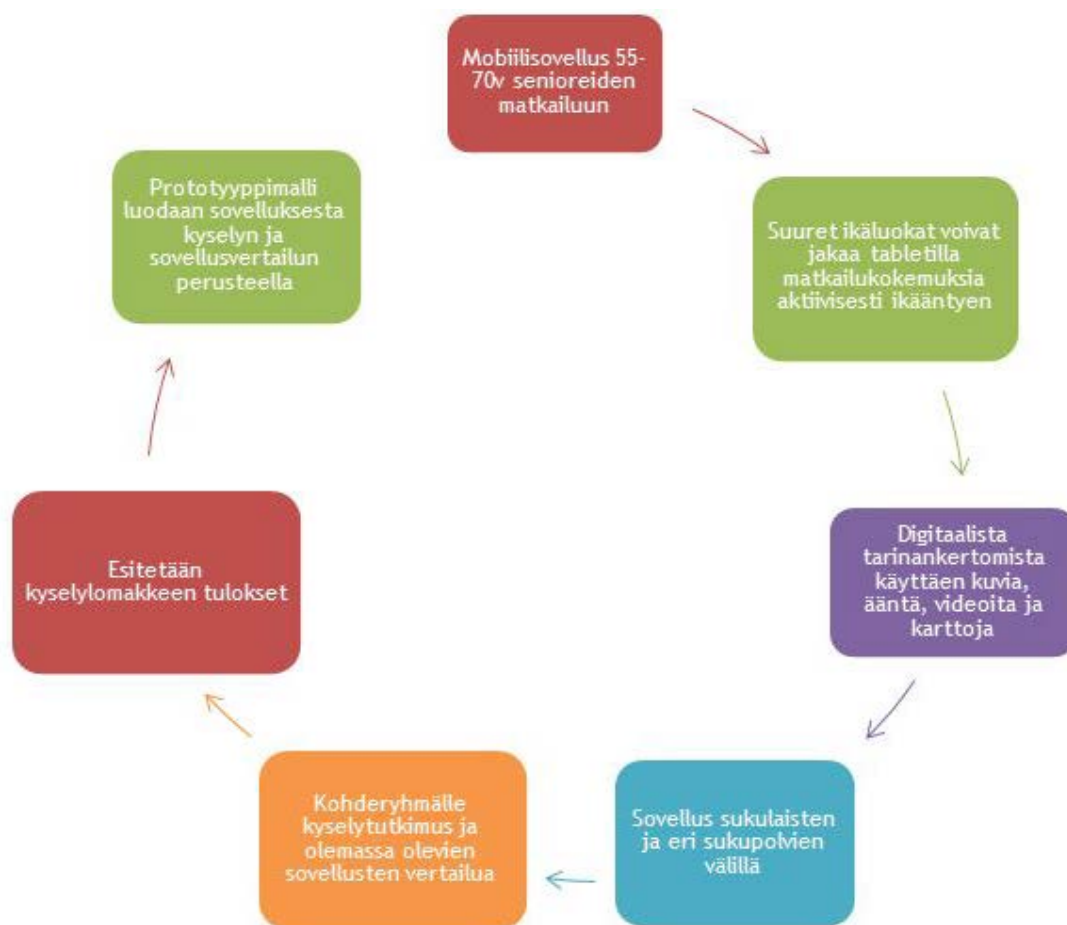 Mobiilisovellus 55-
70v senioreiden
matkailuun
Suuret ikäluokat voivat
jakaa tabletilla
matkailukokemuksia
aktiivisesti ikääntyen
Digitaalista
tarinankertomista
käyttäen kuvia,
ääntä, videoita ja
karttoja
Sovellus sukulaisten
ja eri sukupolvien
välillä
Kohderyhmälle
kyselytutkimus ja
olemassa olevien
sovellusten vertailua
Esitetään
kyselylomakkeen tulokset
Prototyyppimalli
luodaan sovelluksesta
kyselyn ja
sovellusvertailun
perusteella